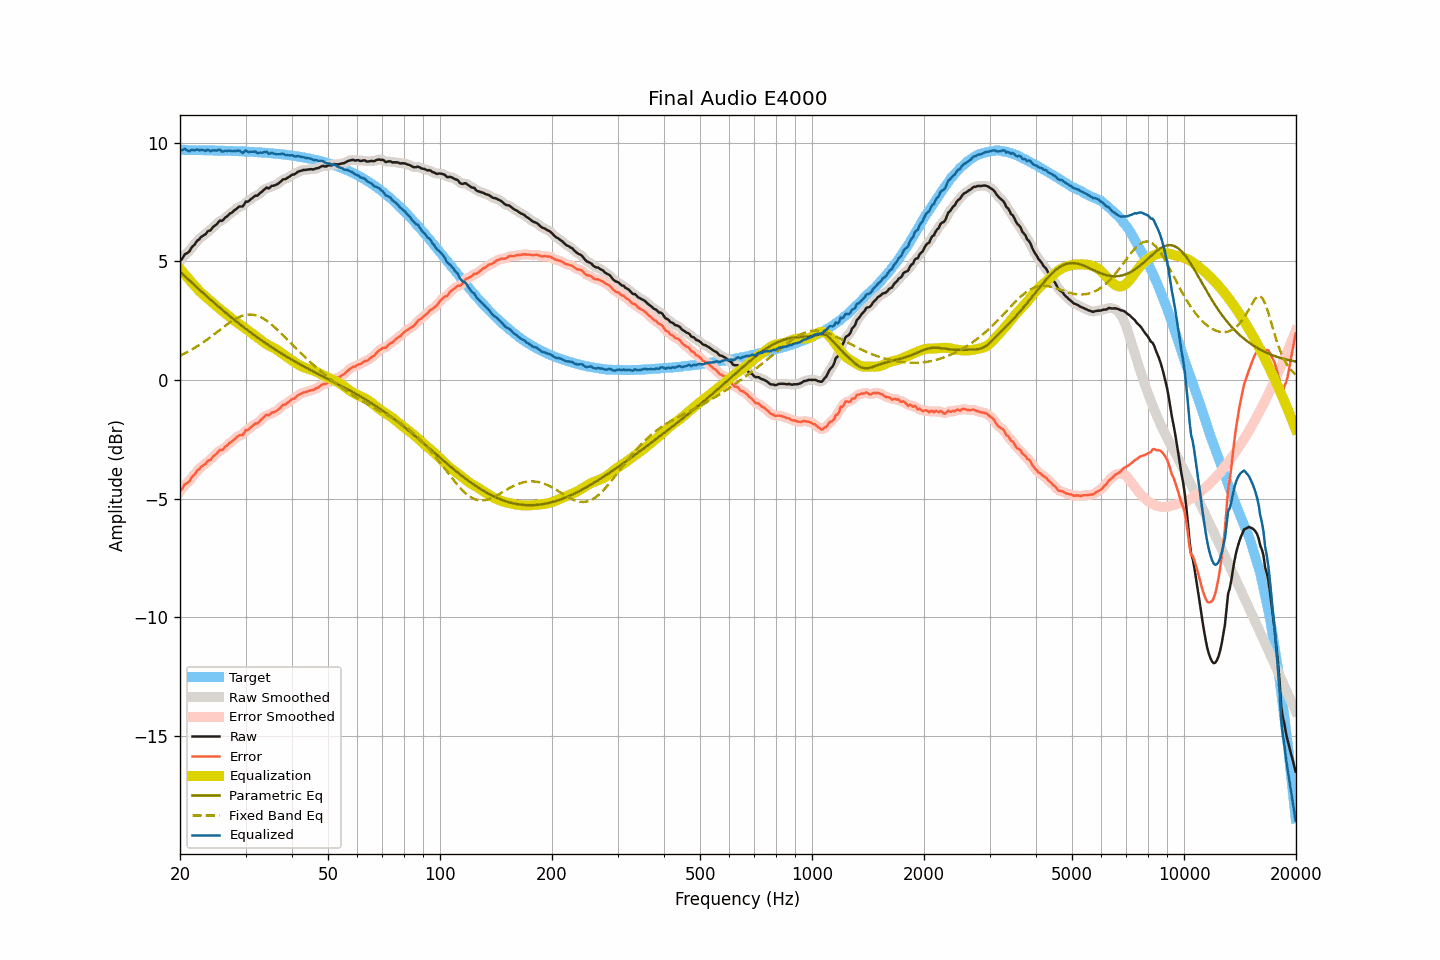 Final Audio E4000
Amplitude (dBr)
10
5
0
−5
−10
−15
Target
Raw Smoothed
Error Smoothed
Raw
Error
Equalization
Parametric Eq
Fixed Band Eq
Equalized
20 50 100 200 500 1000 2000 5000 10000 20000
Frequency (Hz)